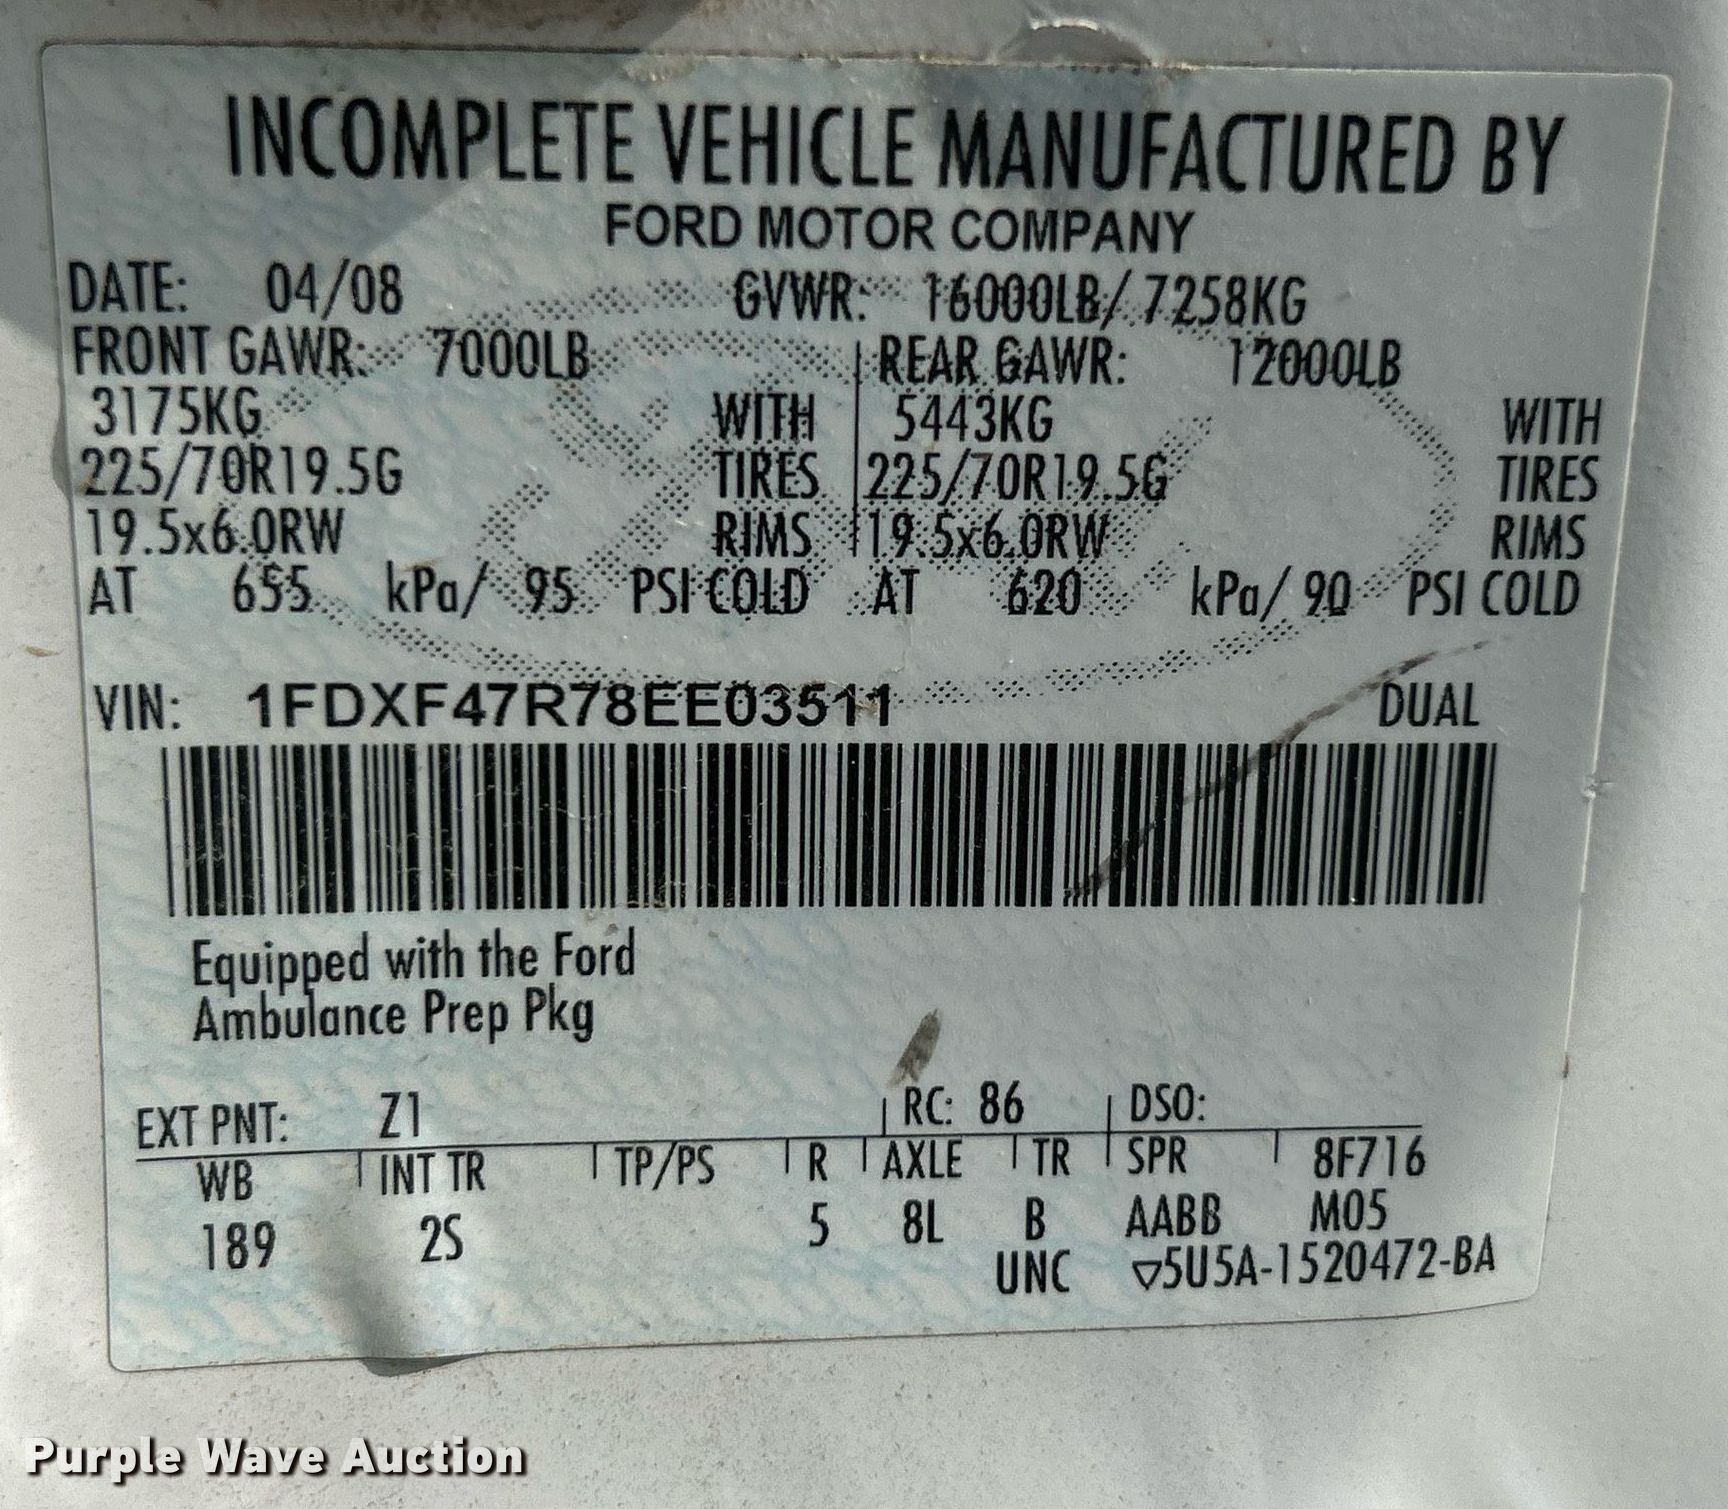 INCOMPLETE VEHICLE MANUFACTURED BY
FORD MOTOR COMPANY
DATE: 04/08 GVWR: 16000LB/ 7258KG
FRONT GAWR: 7000LB REAR GAWR: 12000LB
3175KG WITH 5443KG WITH
225/70R19.5G TIRES 225/70R19.5G TIRES
19.5x6.0RW RIMS 19.5x6.0RW RIMS
AT 655 kPa/ 95 PSI COLD AT 620 kPa/ 90 PSI COLD
VIN: 1FDXF47R78EE03511 DUAL
Equipped with the Ford
Ambulance Prep Pkg
EXT PNT: Z1 RC: 86 DSO:
WB INT TR TP/PS R AXLE TR SPR 8F716
189 2S 5 8L B AABB M05
UNC ▽5U5A-1520472-BA
Purple Wave Auction